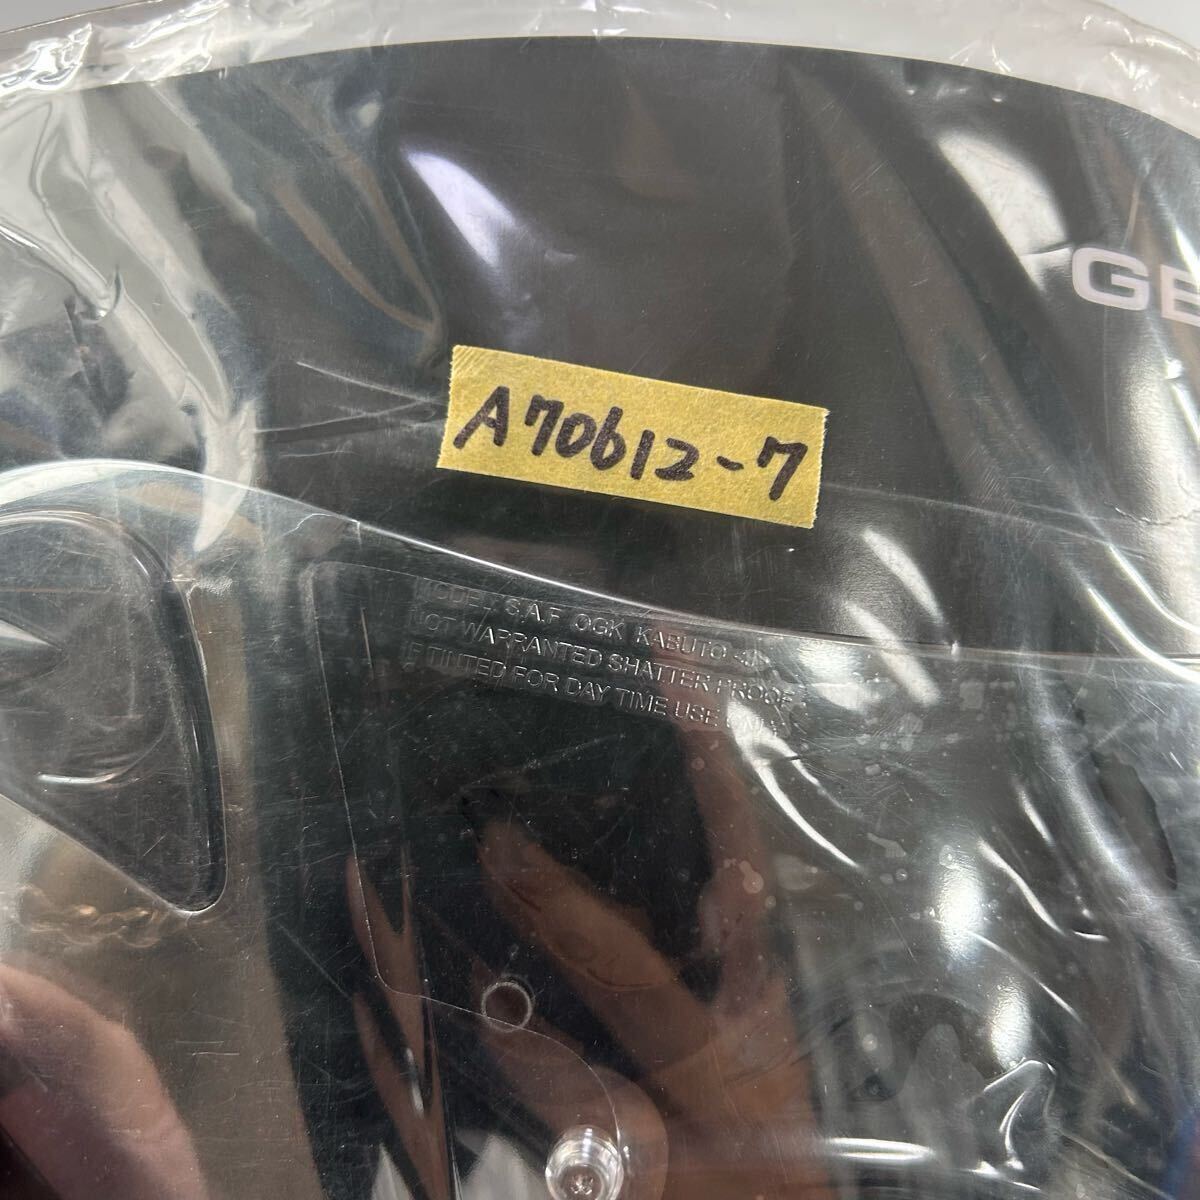 GE
A70612-7
MODEL: S.A.F OGK KABUTO
NOT WARRANTED SHATTER PROOF
IF TINTED FOR DAY TIME USE ONLY